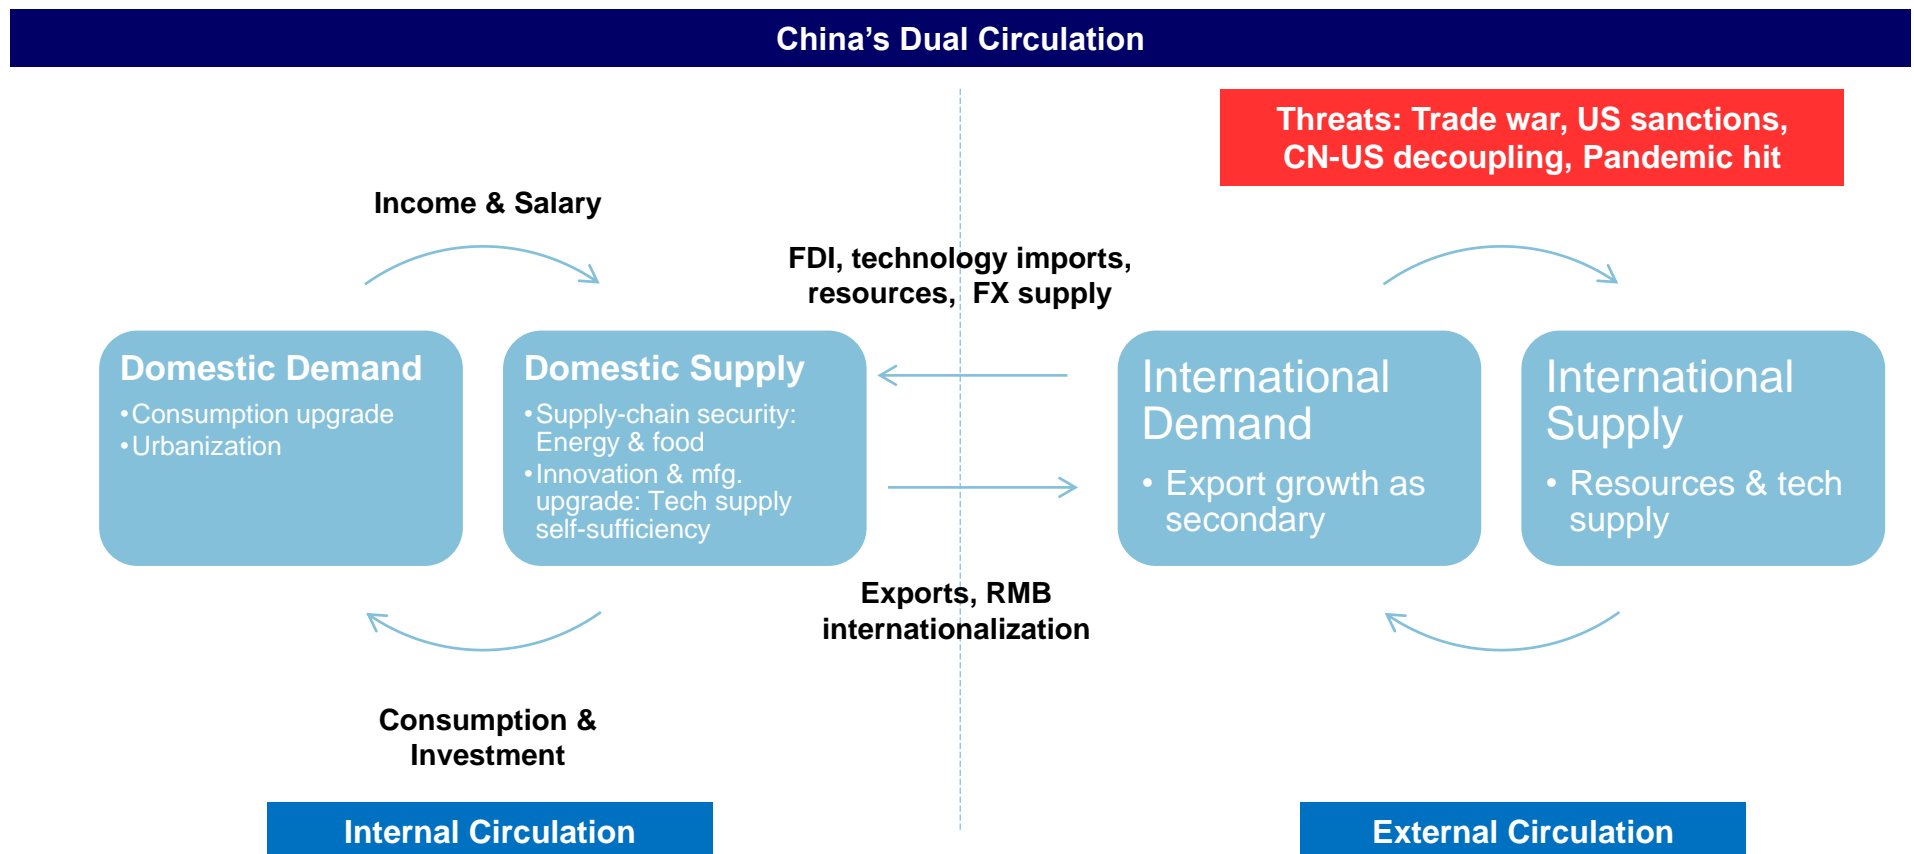 China’s Dual Circulation
Threats: Trade war, US sanctions,
CN-US decoupling, Pandemic hit
Income & Salary
FDI, technology imports,
resources,  FX supply
Domestic Demand
•Consumption upgrade
•Urbanization
Domestic Supply
•Supply-chain security:
Energy & food
•Innovation & mfg.
upgrade: Tech supply
self-sufficiency
International
Demand
• Export growth as
secondary
International
Supply
• Resources & tech
supply
Exports, RMB
internationalization
Consumption &
Investment
Internal Circulation
External Circulation